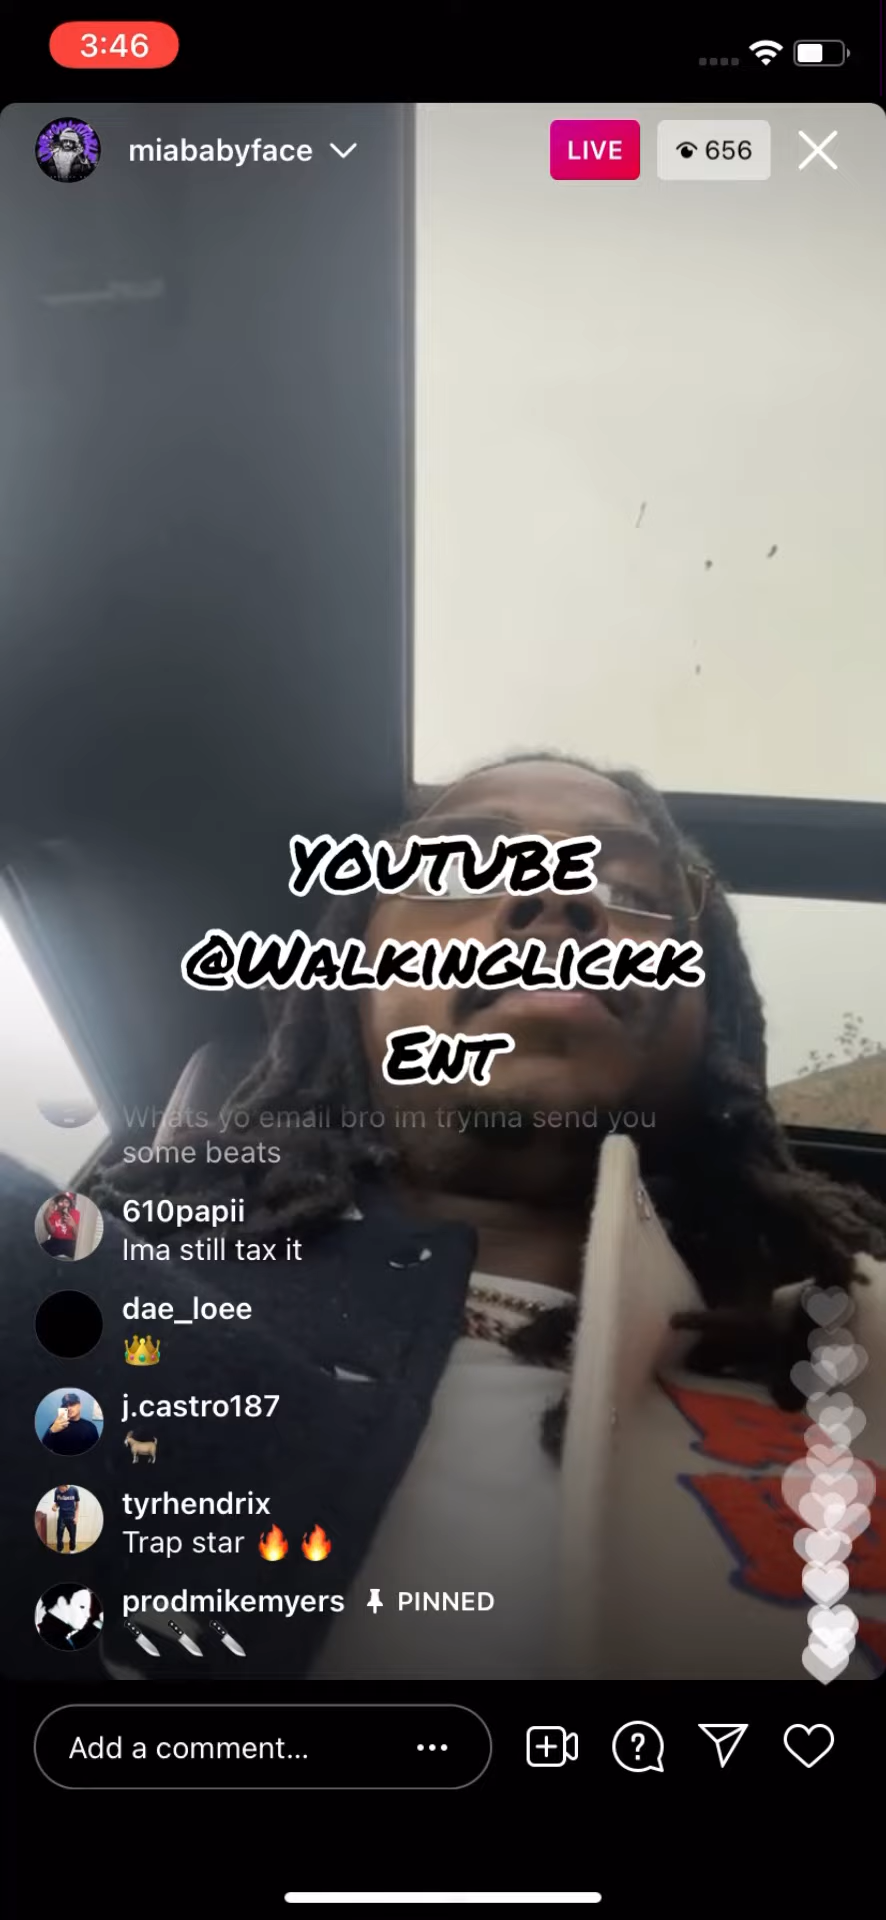 3:46
miababyface
LIVE
656
YOUTUBE
@WALKINGLICKK
ENT
Whats yo email bro im trynna send you
some beats
610papii
Ima still tax it
dae_loee
👑
j.castro187
🐐
tyrhendrix
Trap star 🔥🔥
prodmikemyers PINNED
🔪🔪🔪
Add a comment...